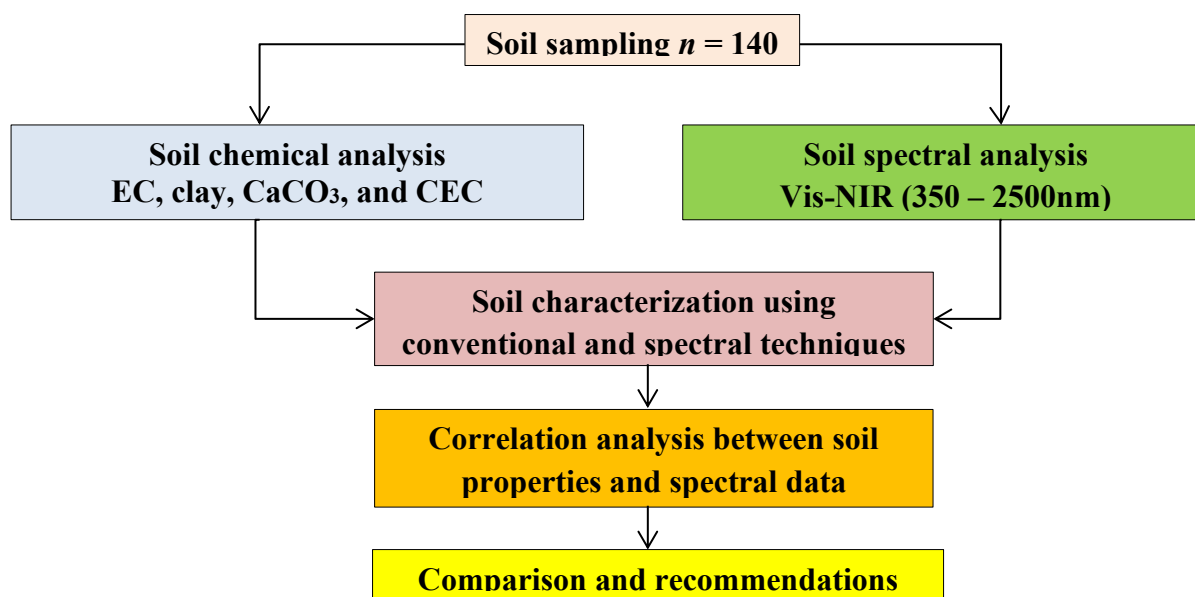 Soil sampling n = 140
Soil chemical analysis
EC, clay, CaCO₃, and CEC
Soil spectral analysis
Vis-NIR (350 – 2500nm)
Soil characterization using
conventional and spectral techniques
Correlation analysis between soil
properties and spectral data
Comparison and recommendations